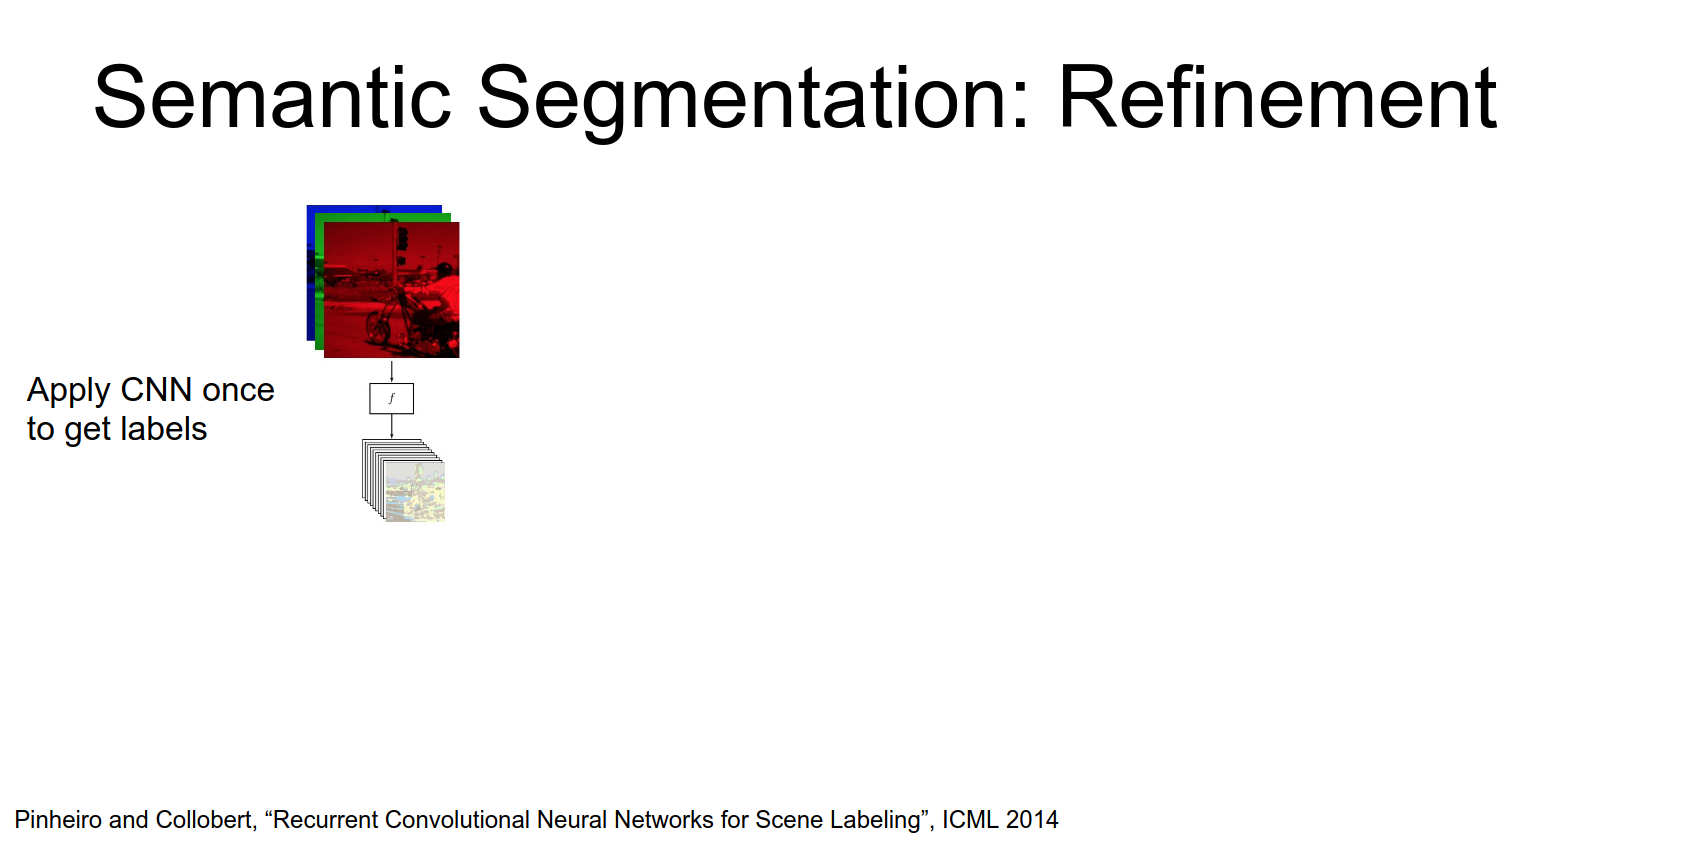 Semantic Segmentation: Refinement
Apply CNN once
to get labels
f
Pinheiro and Collobert, “Recurrent Convolutional Neural Networks for Scene Labeling”, ICML 2014